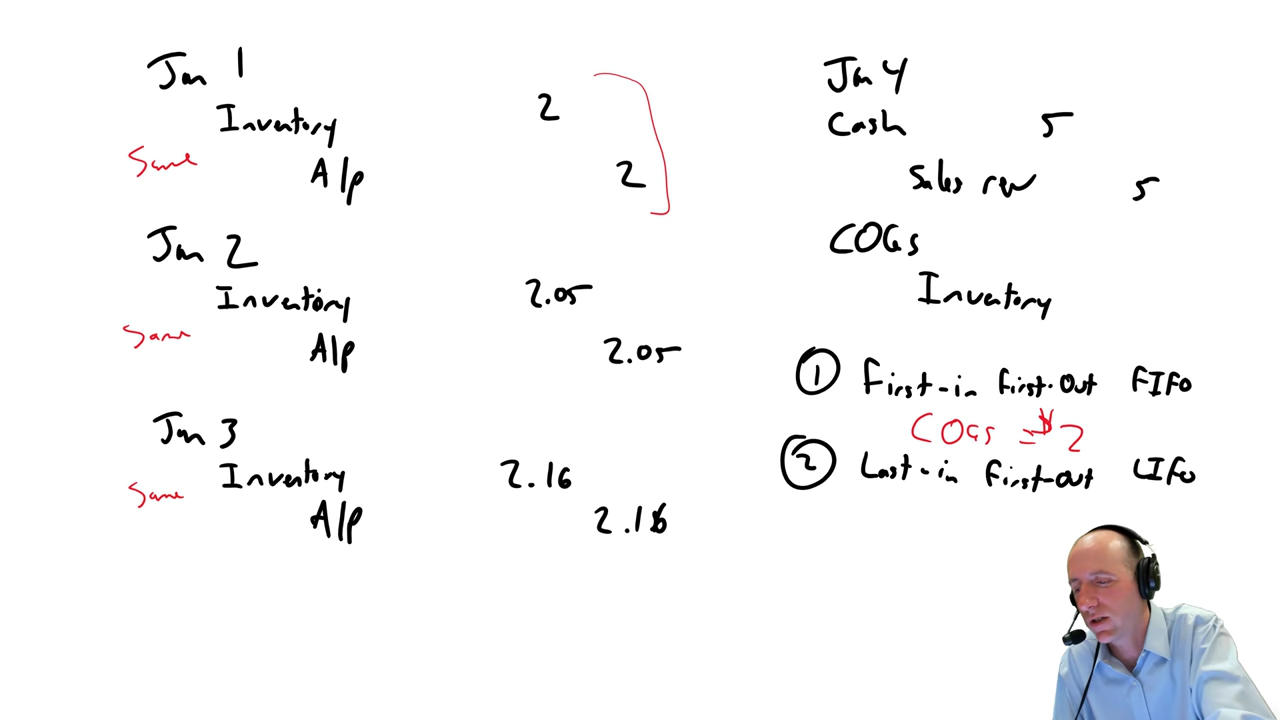 Jan 1
Inventory 2
Same
A/p 2
Jan 2
Inventory 2.05
Same
A/p 2.05
Jan 3
Inventory 2.16
Same
A/p 2.16
Jan 4
Cash 5
Sales rev 5
COGs
Inventory
1 First-in First-Out FIFO
COGs = $2
2 Last-in First-Out LIFO